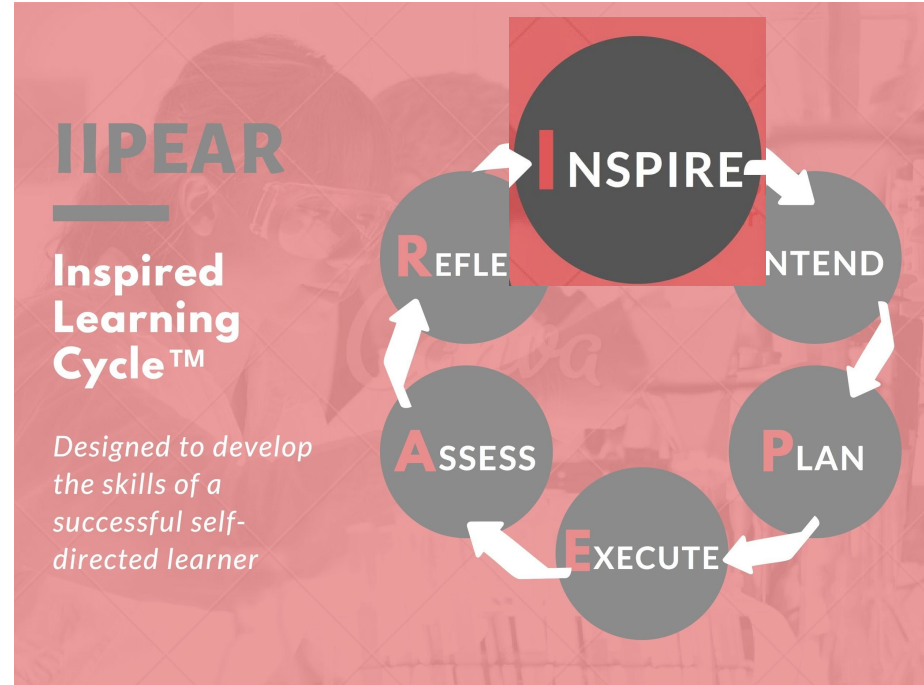 IIPEAR
Inspired
Learning
Cycle™
Designed to develop
the skills of a
successful self-
directed learner
INSPIRE
NTEND
PLAN
EXECUTE
ASSESS
REFLE
Canva